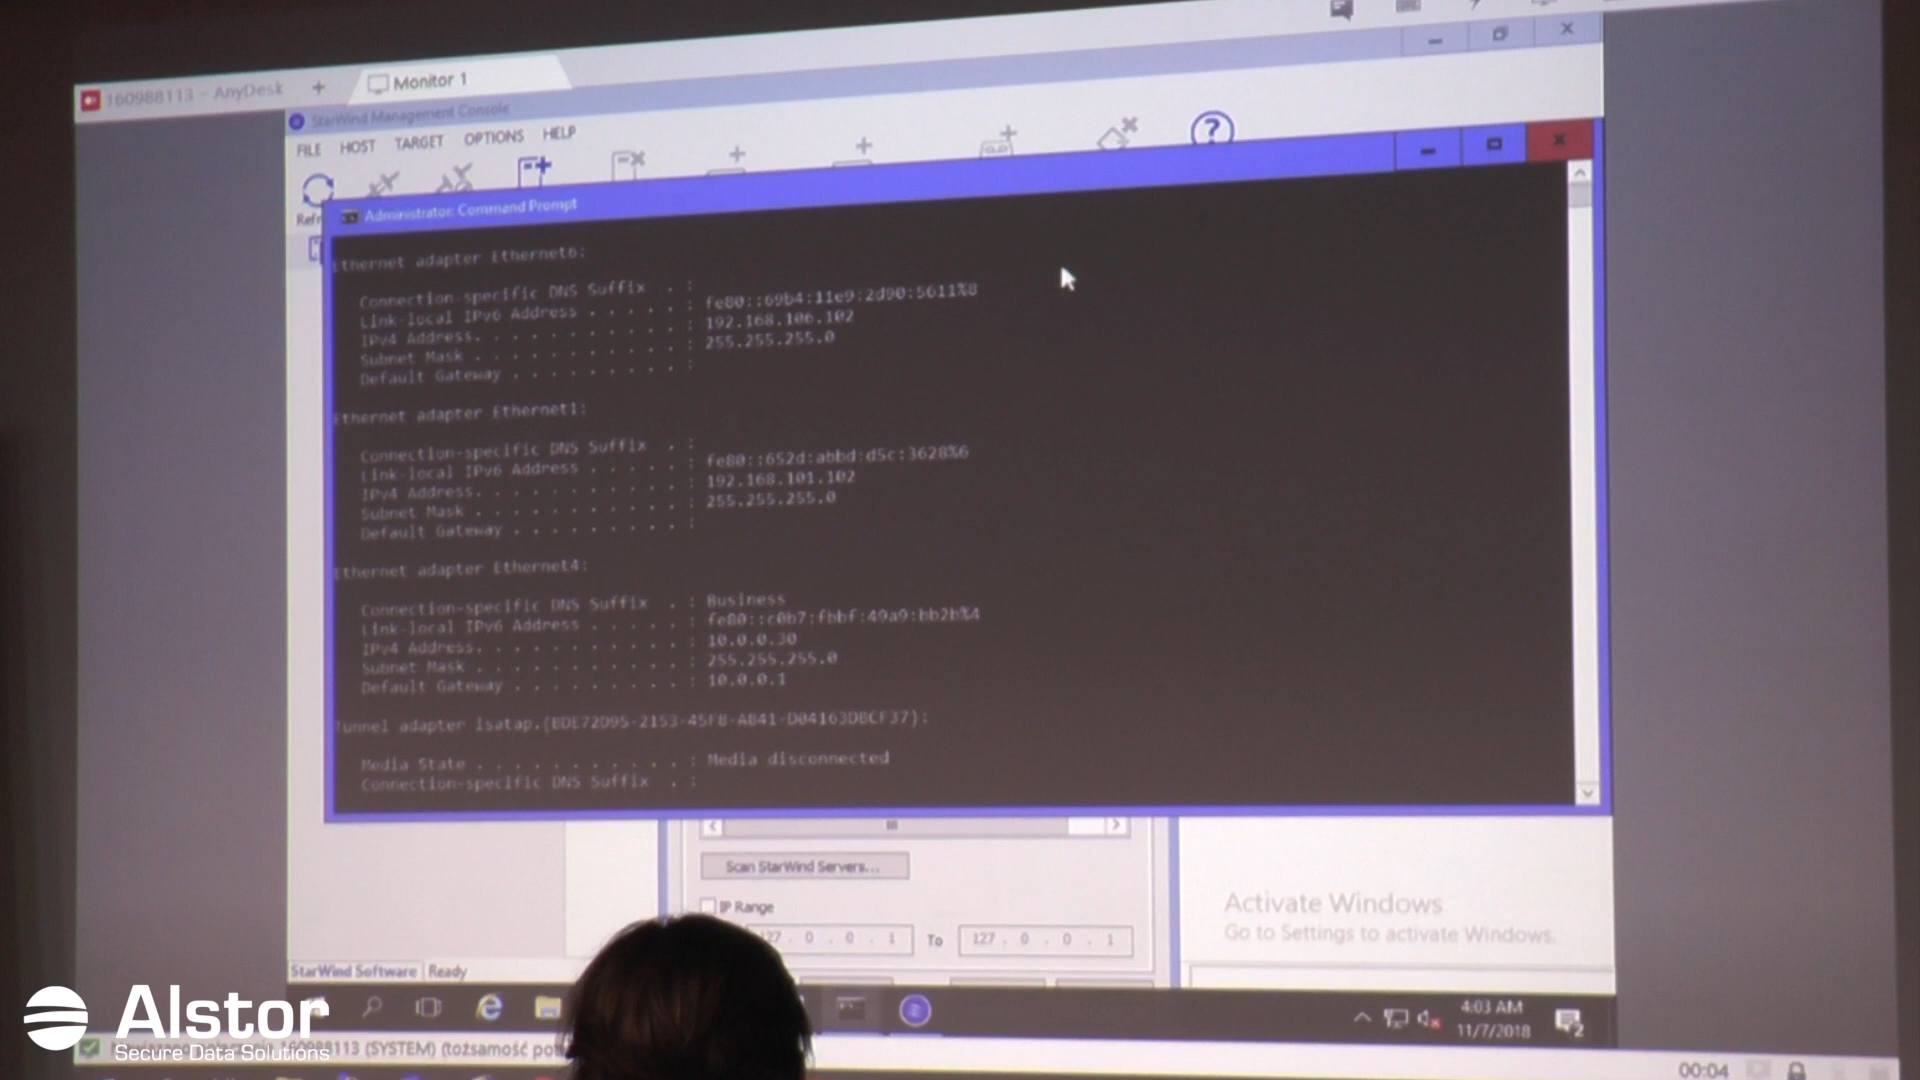 160988113 - AnyDesk
Monitor 1
StarWind Management Console
FILE HOST TARGET OPTIONS HELP
Administrator: Command Prompt
Ethernet adapter Ethernet6:
Connection-specific DNS Suffix . :
Link-local IPv6 Address . . . . . : fe80::69b4:11e9:2d90:5611%8
IPv4 Address. . . . . . . . . . . : 192.168.106.102
Subnet Mask . . . . . . . . . . . : 255.255.255.0
Default Gateway . . . . . . . . . :
Ethernet adapter Ethernet1:
Connection-specific DNS Suffix . :
Link-local IPv6 Address . . . . . : fe80::652d:abbd:d5c:3628%6
IPv4 Address. . . . . . . . . . . : 192.168.101.102
Subnet Mask . . . . . . . . . . . : 255.255.255.0
Default Gateway . . . . . . . . . :
Ethernet adapter Ethernet4:
Connection-specific DNS Suffix . : Business
Link-local IPv6 Address . . . . . : fe80::c0b7:fbbf:49a9:bb2b%4
IPv4 Address. . . . . . . . . . . : 10.0.0.30
Subnet Mask . . . . . . . . . . . : 255.255.255.0
Default Gateway . . . . . . . . . : 10.0.0.1
Tunnel adapter isatap.{BDE72D95-2153-45F8-AB41-D04163DBCF37}:
Media State . . . . . . . . . . . : Media disconnected
Connection-specific DNS Suffix . :
Scan StarWind Servers...
IP Range
127 . 0 . 0 . 1 To 127 . 0 . 0 . 1
Activate Windows
Go to Settings to activate Windows.
StarWind Software Ready
4:03 AM
11/7/2018
Alstor
Secure Data Solutions
160988113 (SYSTEM) (tożsamość
00:04